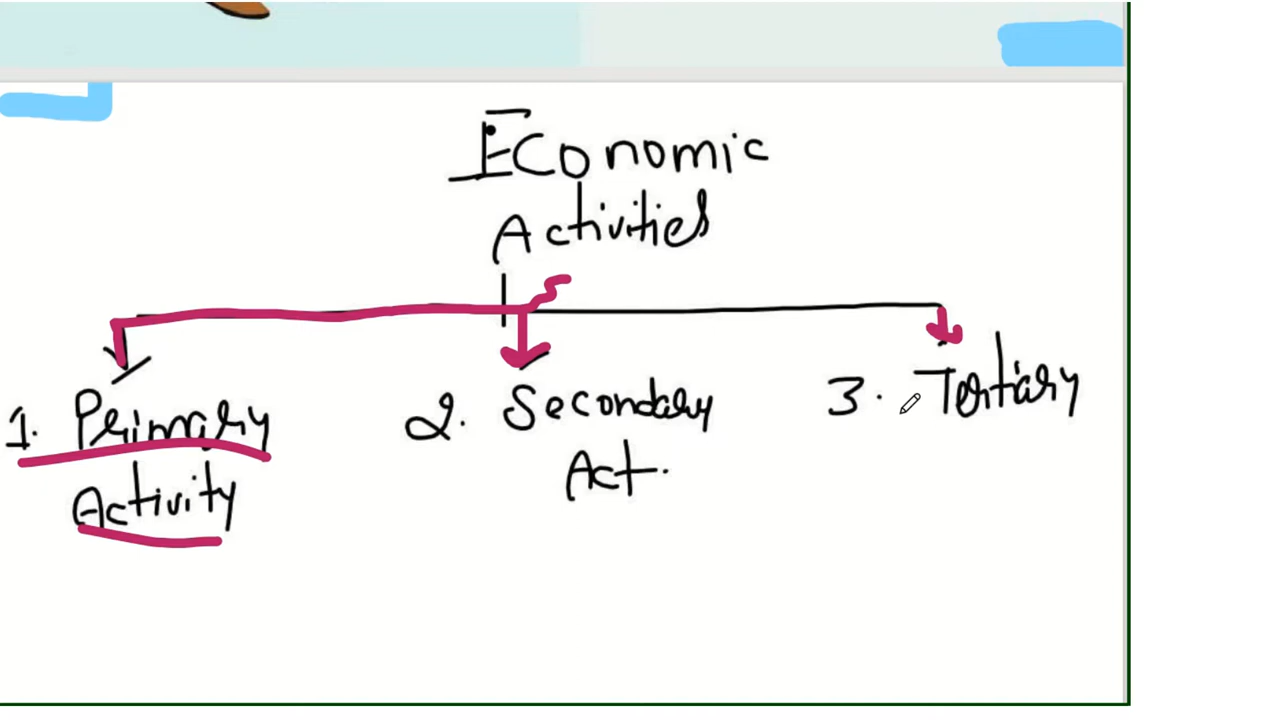 Economic
Activities
1. Primary
Activity
2. Secondary
Act.
3. Tertiary